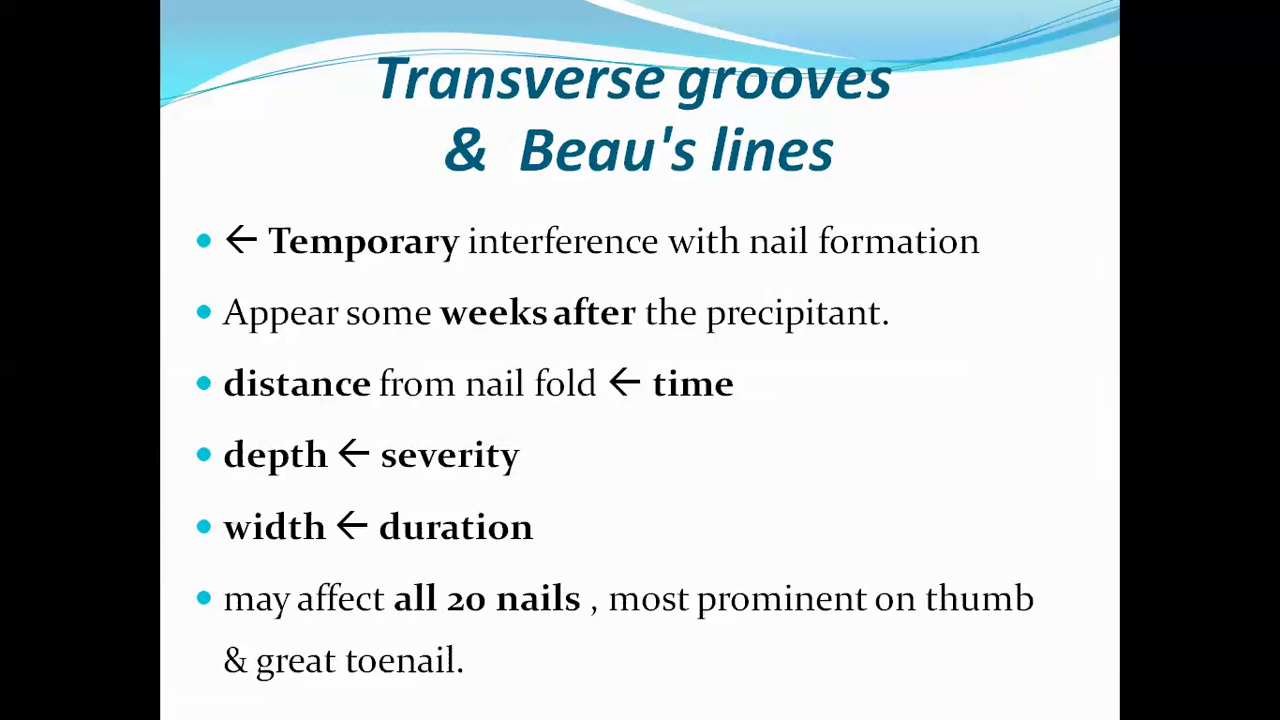 Transverse grooves
& Beau's lines
• ← Temporary interference with nail formation
• Appear some weeks after the precipitant.
• distance from nail fold ← time
• depth ← severity
• width ← duration
• may affect all 20 nails , most prominent on thumb
& great toenail.